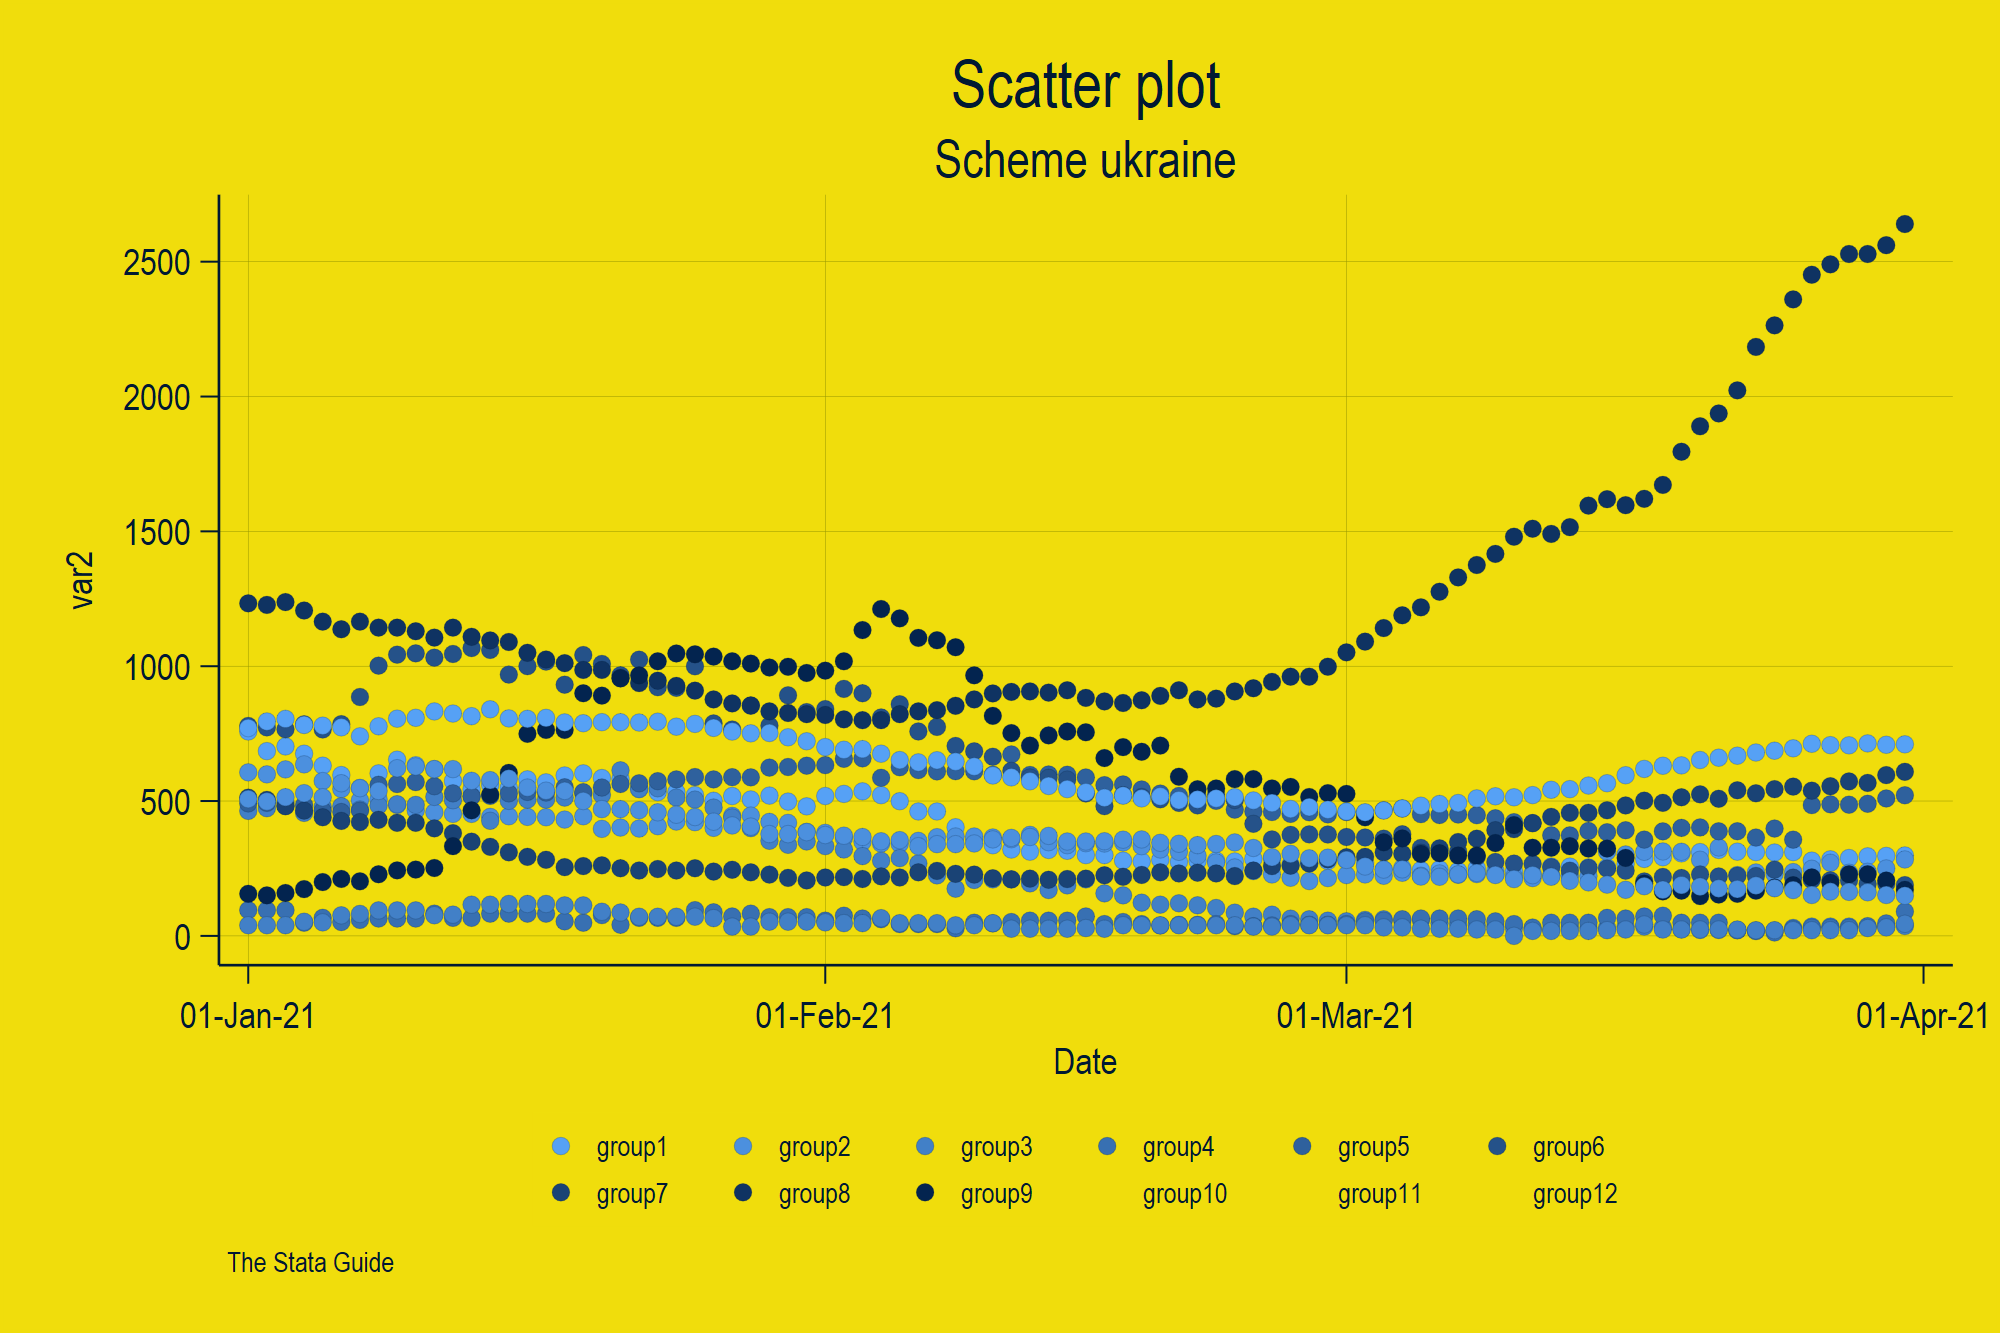 Scatter plot
Scheme ukraine
2500
2000
1500
1000
500
0
var2
01-Jan-21 01-Feb-21 01-Mar-21 01-Apr-21
Date
group1 group2 group3 group4 group5 group6
group7 group8 group9 group10 group11 group12
The Stata Guide